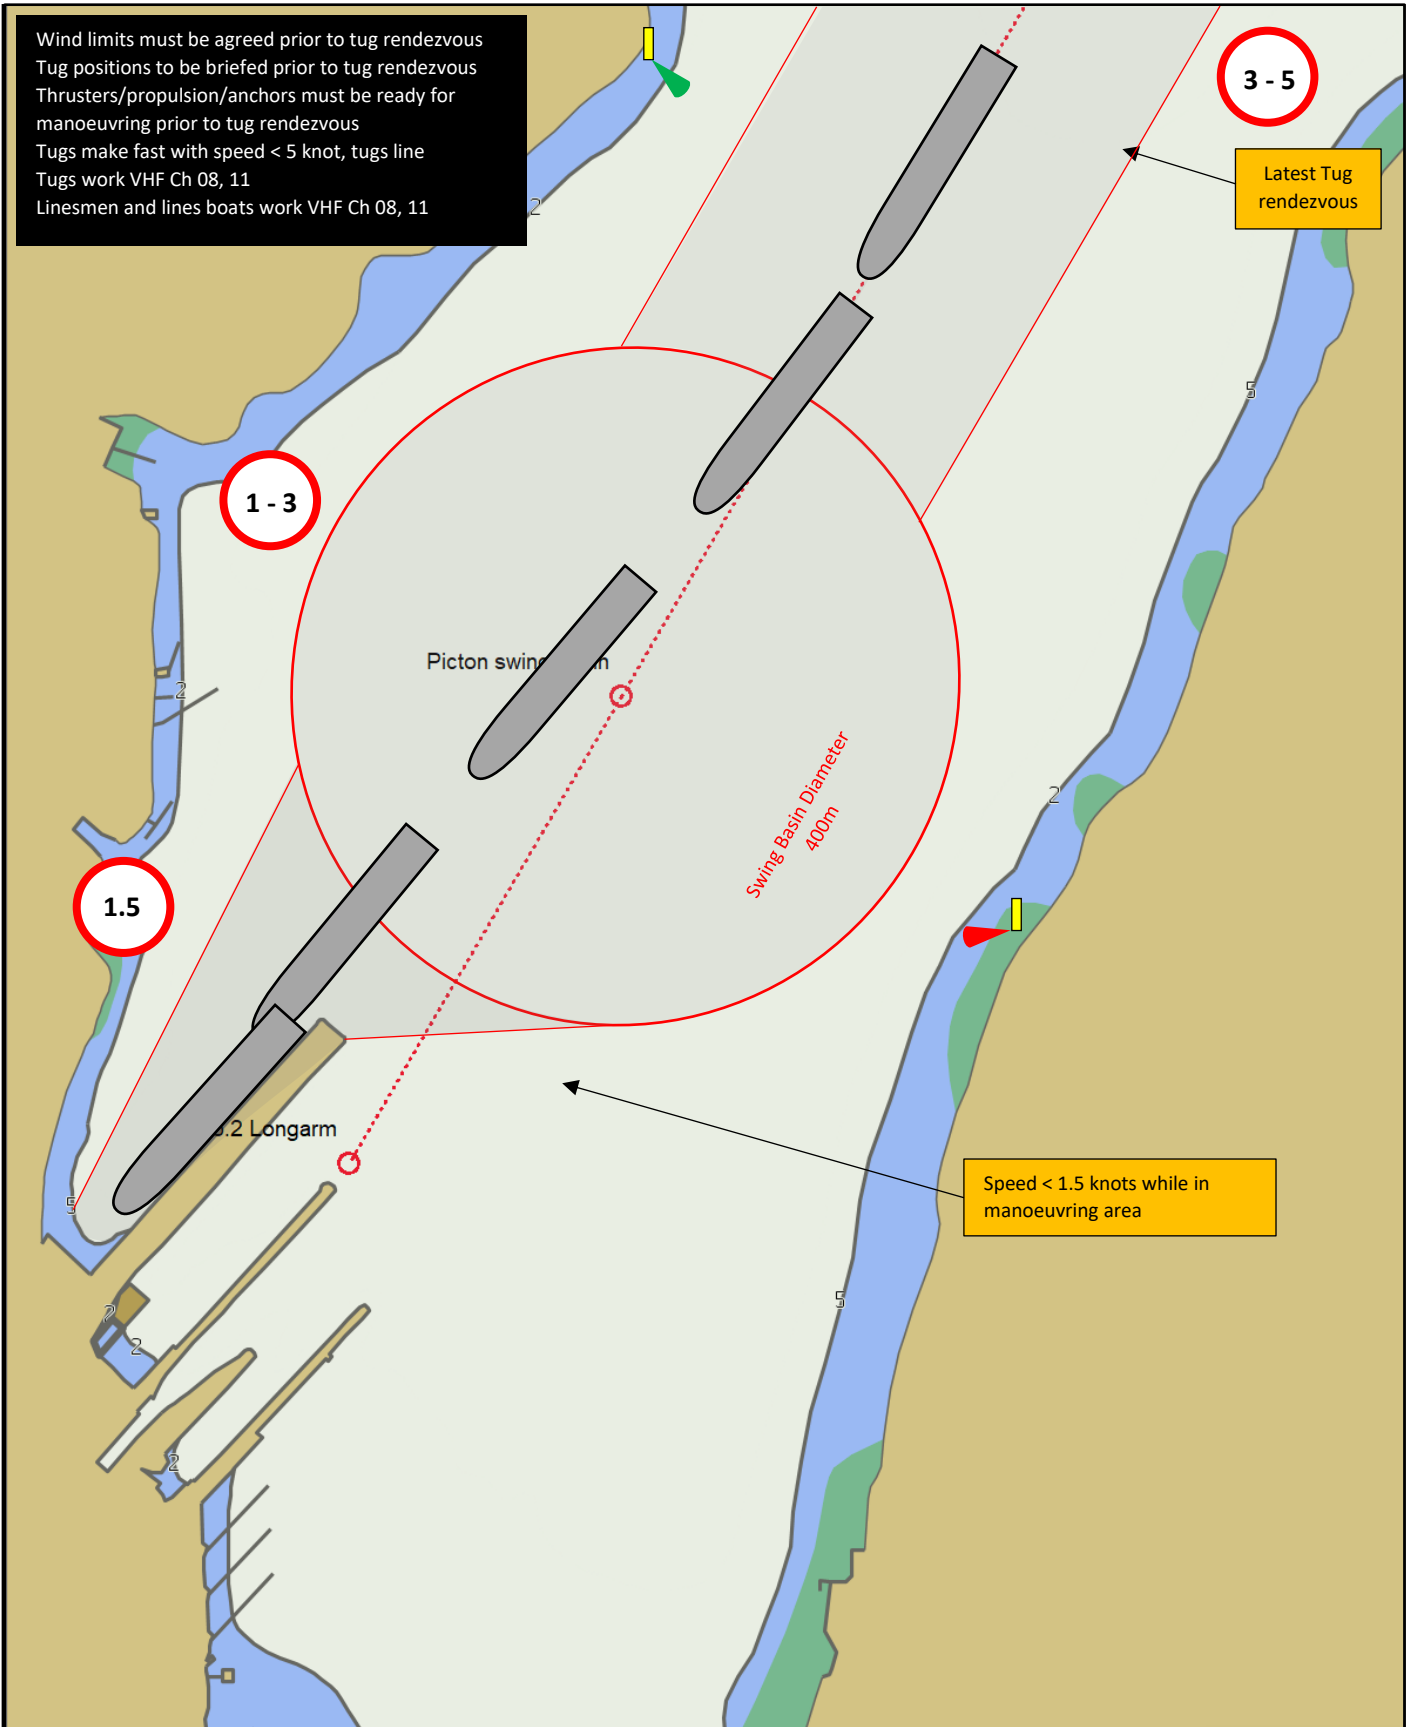 Wind limits must be agreed prior to tug rendezvous
Tug positions to be briefed prior to tug rendezvous
Thrusters/propulsion/anchors must be ready for
manoeuvring prior to tug rendezvous
Tugs make fast with speed < 5 knot, tugs line
Tugs work VHF Ch 08, 11
Linesmen and lines boats work VHF Ch 08, 11
3 - 5
Latest Tug
rendezvous
2
5
1 - 3
Picton swing
2
Swing Basin Diameter
400m
2
1.5
.2 Longarm
Speed < 1.5 knots while in
manoeuvring area
5
5
2
2
2